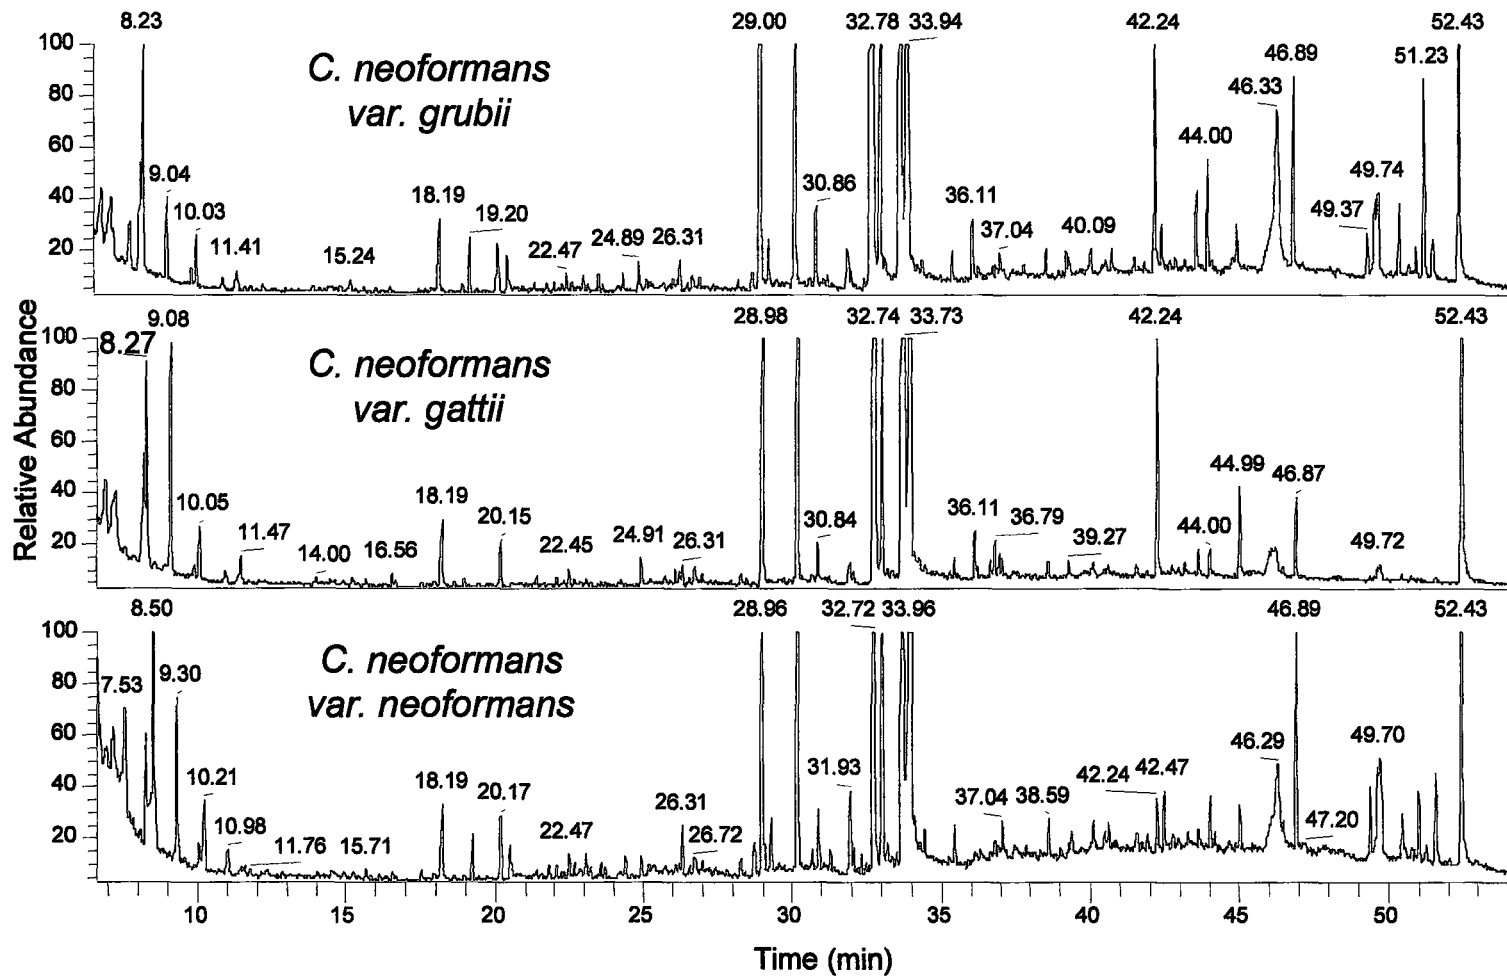 8.23 29.00 32.78 33.94 42.24 52.43
100
C. neoformans
var. grubii
46.89 51.23
80
46.33
60
44.00
9.04 49.74
40
18.19 30.86 36.11
10.03 19.20 49.37
11.41 15.24 22.47 24.89 26.31 37.04 40.09
20
Relative Abundance
9.08 28.98 32.74 33.73 42.24 52.43
100
8.27
C. neoformans
var. gattii
80
60
44.99 46.87
40
10.05 18.19 20.15 30.84 36.11 36.79
11.47 24.91 44.00
20
14.00 16.56 22.45 26.31 39.27 49.72
8.50 28.96 32.72 33.96 46.89 52.43
100
C. neoformans
var. neoformans
7.53 9.30
80
60
46.29 49.70
10.21 18.19 20.17 31.93 42.24 42.47
40
10.98 26.31 37.04 38.59
20
11.76 15.71 22.47 26.72 47.20
10 15 20 25 30 35 40 45 50
Time (min)